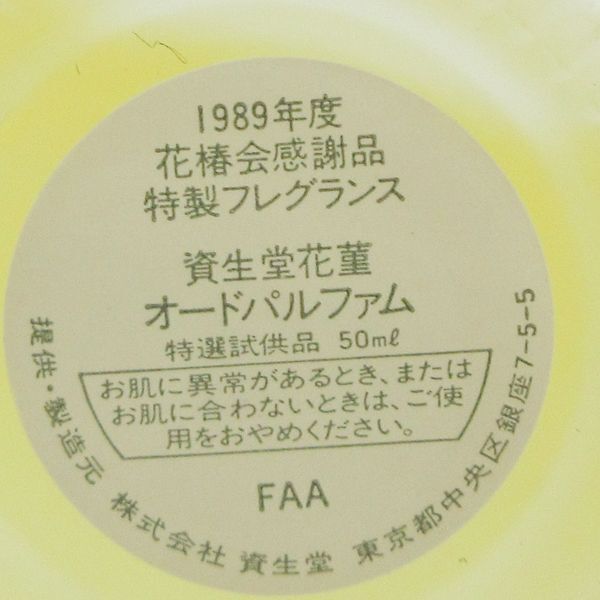 1989年度
花椿会感謝品
特製フレグランス
資生堂花菫
オードパルファム
特選試供品 50ml
お肌に異常があるとき、または
お肌に合わないときは、ご使
用をおやめください。
FAA
提供・製造元 株式会社 資生堂 東京都中央区銀座7-5-5